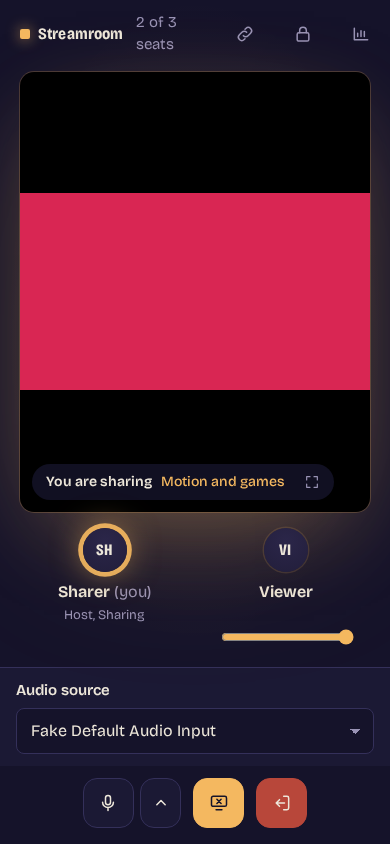 Streamroom
2 of 3
seats
You are sharing Motion and games
SH
VI
Sharer (you)
Viewer
Host, Sharing
Audio source
Fake Default Audio Input